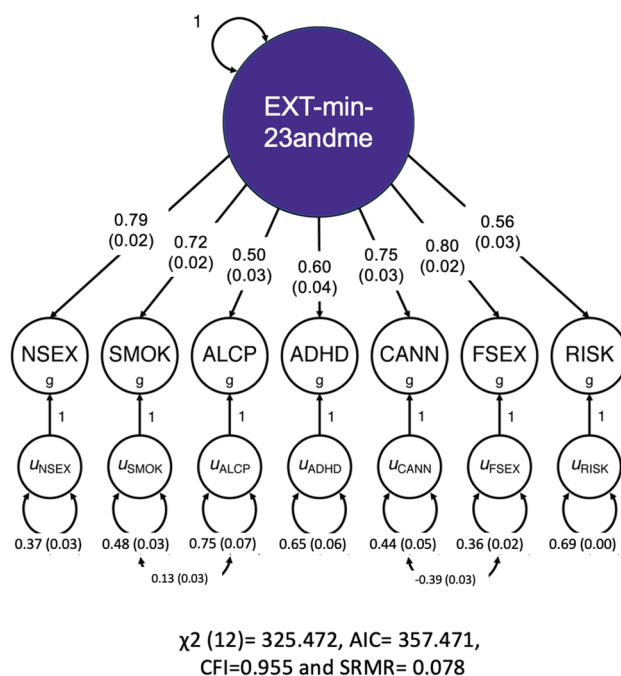 1
EXT-min-
23andme
0.79
(0.02)
0.72
(0.02)
0.50
(0.03)
0.60
(0.04)
0.75
(0.03)
0.80
(0.02)
0.56
(0.03)
NSEX SMOK ALCP ADHD CANN FSEX RISK
g g g g g g g
1 1 1 1 1 1 1
uNSEX uSMOK uALCP uADHD uCANN uFSEX uRISK
0.37 (0.03) 0.48 (0.03) 0.75 (0.07) 0.65 (0.06) 0.44 (0.05) 0.36 (0.02) 0.69 (0.00)
0.13 (0.03) -0.39 (0.03)
χ2 (12)= 325.472, AIC= 357.471,
CFI=0.955 and SRMR= 0.078